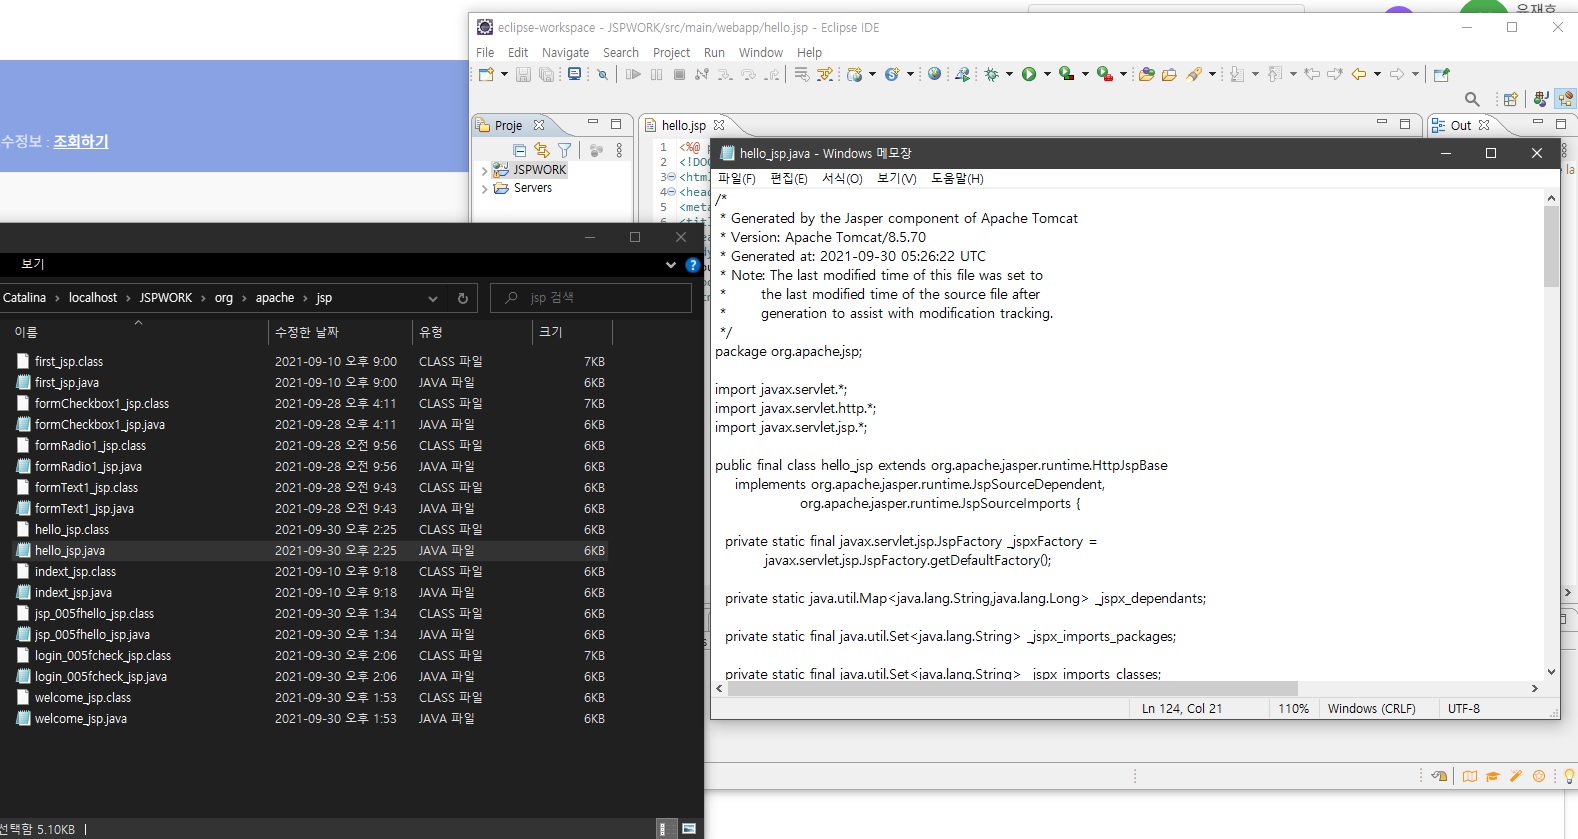 유재호
수정보 : 조회하기
eclipse-workspace - JSPWORK/src/main/webapp/hello.jsp - Eclipse IDE
File Edit Navigate Search Project Run Window Help
Proje
JSPWORK
Servers
hello.jsp
Out
1 <%@ p
2 <!DOC
3 <html
4 <head
5 <meta
6 <titl
la
보기
Catalina > localhost > JSPWORK > org > apache > jsp
jsp 검색
이름 수정한 날짜 유형 크기
first_jsp.class 2021-09-10 오후 9:00 CLASS 파일 7KB
first_jsp.java 2021-09-10 오후 9:00 JAVA 파일 6KB
formCheckbox1_jsp.class 2021-09-28 오후 4:11 CLASS 파일 7KB
formCheckbox1_jsp.java 2021-09-28 오후 4:11 JAVA 파일 6KB
formRadio1_jsp.class 2021-09-28 오전 9:56 CLASS 파일 6KB
formRadio1_jsp.java 2021-09-28 오전 9:56 JAVA 파일 6KB
formText1_jsp.class 2021-09-28 오전 9:43 CLASS 파일 6KB
formText1_jsp.java 2021-09-28 오전 9:43 JAVA 파일 6KB
hello_jsp.class 2021-09-30 오후 2:25 CLASS 파일 6KB
hello_jsp.java 2021-09-30 오후 2:25 JAVA 파일 6KB
indext_jsp.class 2021-09-10 오후 9:18 CLASS 파일 6KB
indext_jsp.java 2021-09-10 오후 9:18 JAVA 파일 6KB
jsp_005fhello_jsp.class 2021-09-30 오후 1:34 CLASS 파일 6KB
jsp_005fhello_jsp.java 2021-09-30 오후 1:34 JAVA 파일 6KB
login_005fcheck_jsp.class 2021-09-30 오후 2:06 CLASS 파일 7KB
login_005fcheck_jsp.java 2021-09-30 오후 2:06 JAVA 파일 6KB
welcome_jsp.class 2021-09-30 오후 1:53 CLASS 파일 6KB
welcome_jsp.java 2021-09-30 오후 1:53 JAVA 파일 6KB
선택함 5.10KB
hello_jsp.java - Windows 메모장
파일(F) 편집(E) 서식(O) 보기(V) 도움말(H)
/*
* Generated by the Jasper component of Apache Tomcat
* Version: Apache Tomcat/8.5.70
* Generated at: 2021-09-30 05:26:22 UTC
* Note: The last modified time of this file was set to
* the last modified time of the source file after
* generation to assist with modification tracking.
*/
package org.apache.jsp;
import javax.servlet.*;
import javax.servlet.http.*;
import javax.servlet.jsp.*;
public final class hello_jsp extends org.apache.jasper.runtime.HttpJspBase
implements org.apache.jasper.runtime.JspSourceDependent,
org.apache.jasper.runtime.JspSourceImports {
private static final javax.servlet.jsp.JspFactory _jspxFactory =
javax.servlet.jsp.JspFactory.getDefaultFactory();
private static java.util.Map<java.lang.String,java.lang.Long> _jspx_dependants;
private static final java.util.Set<java.lang.String> _jspx_imports_packages;
private static final java.util.Set<java.lang.String> _jspx_imports_classes;
Ln 124, Col 21 110% Windows (CRLF) UTF-8